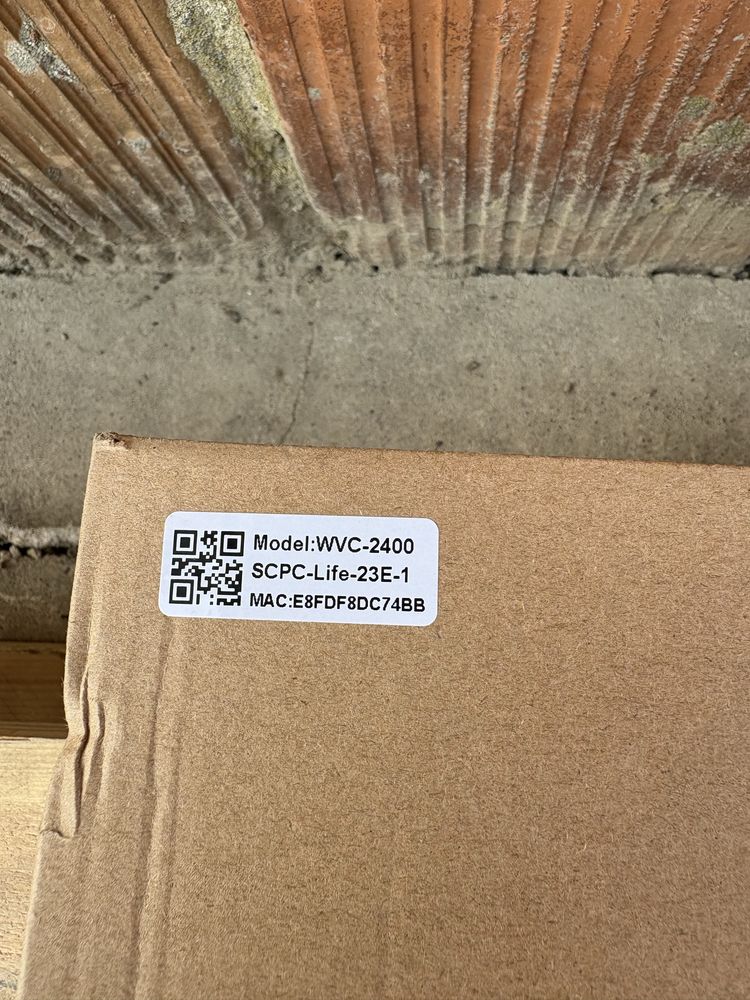 Model:WVC-2400
SCPC-Life-23E-1
MAC:E8FDF8DC74BB